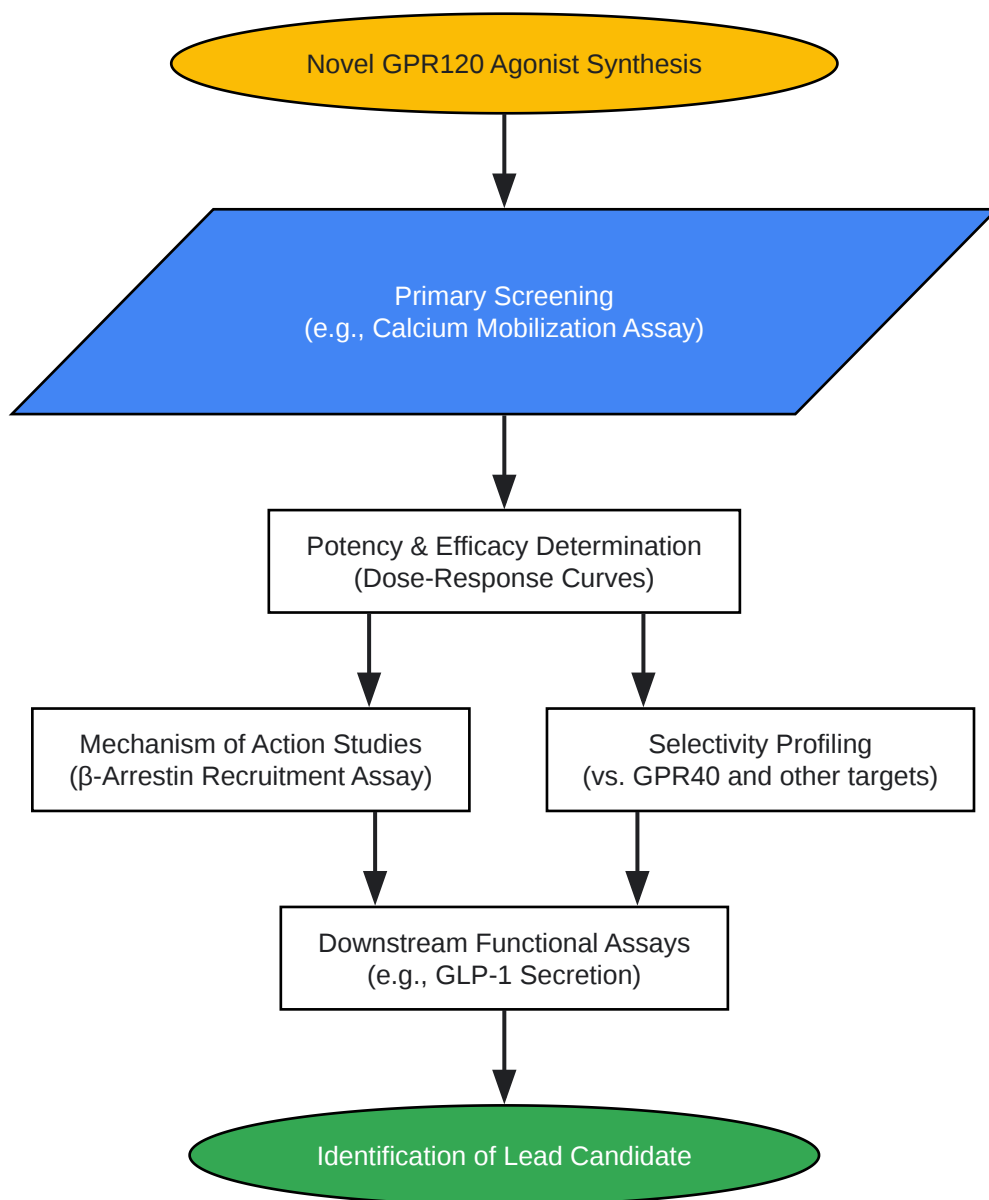 Novel GPR120 Agonist Synthesis
Primary Screening
(e.g., Calcium Mobilization Assay)
Potency & Efficacy Determination
(Dose-Response Curves)
Mechanism of Action Studies
(β-Arrestin Recruitment Assay)
Selectivity Profiling
(vs. GPR40 and other targets)
Downstream Functional Assays
(e.g., GLP-1 Secretion)
Identification of Lead Candidate